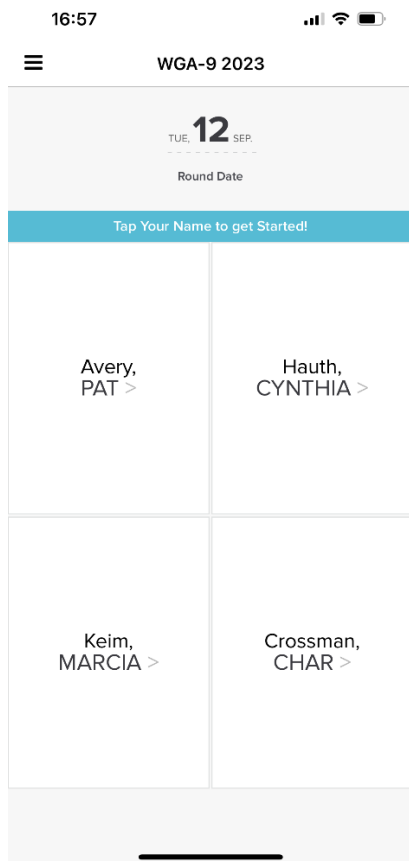 16:57
WGA-9 2023
TUE, 12 SEP.
Round Date
Tap Your Name to get Started!
Avery,
PAT >
Hauth,
CYNTHIA >
Keim,
MARCIA >
Crossman,
CHAR >